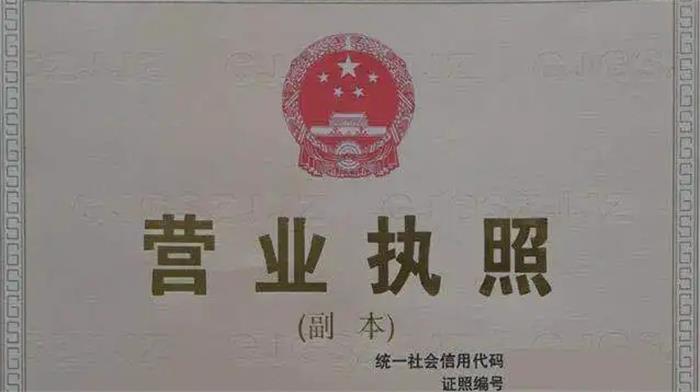 营业执照
(副 本)
统一社会信用代码
证照编号